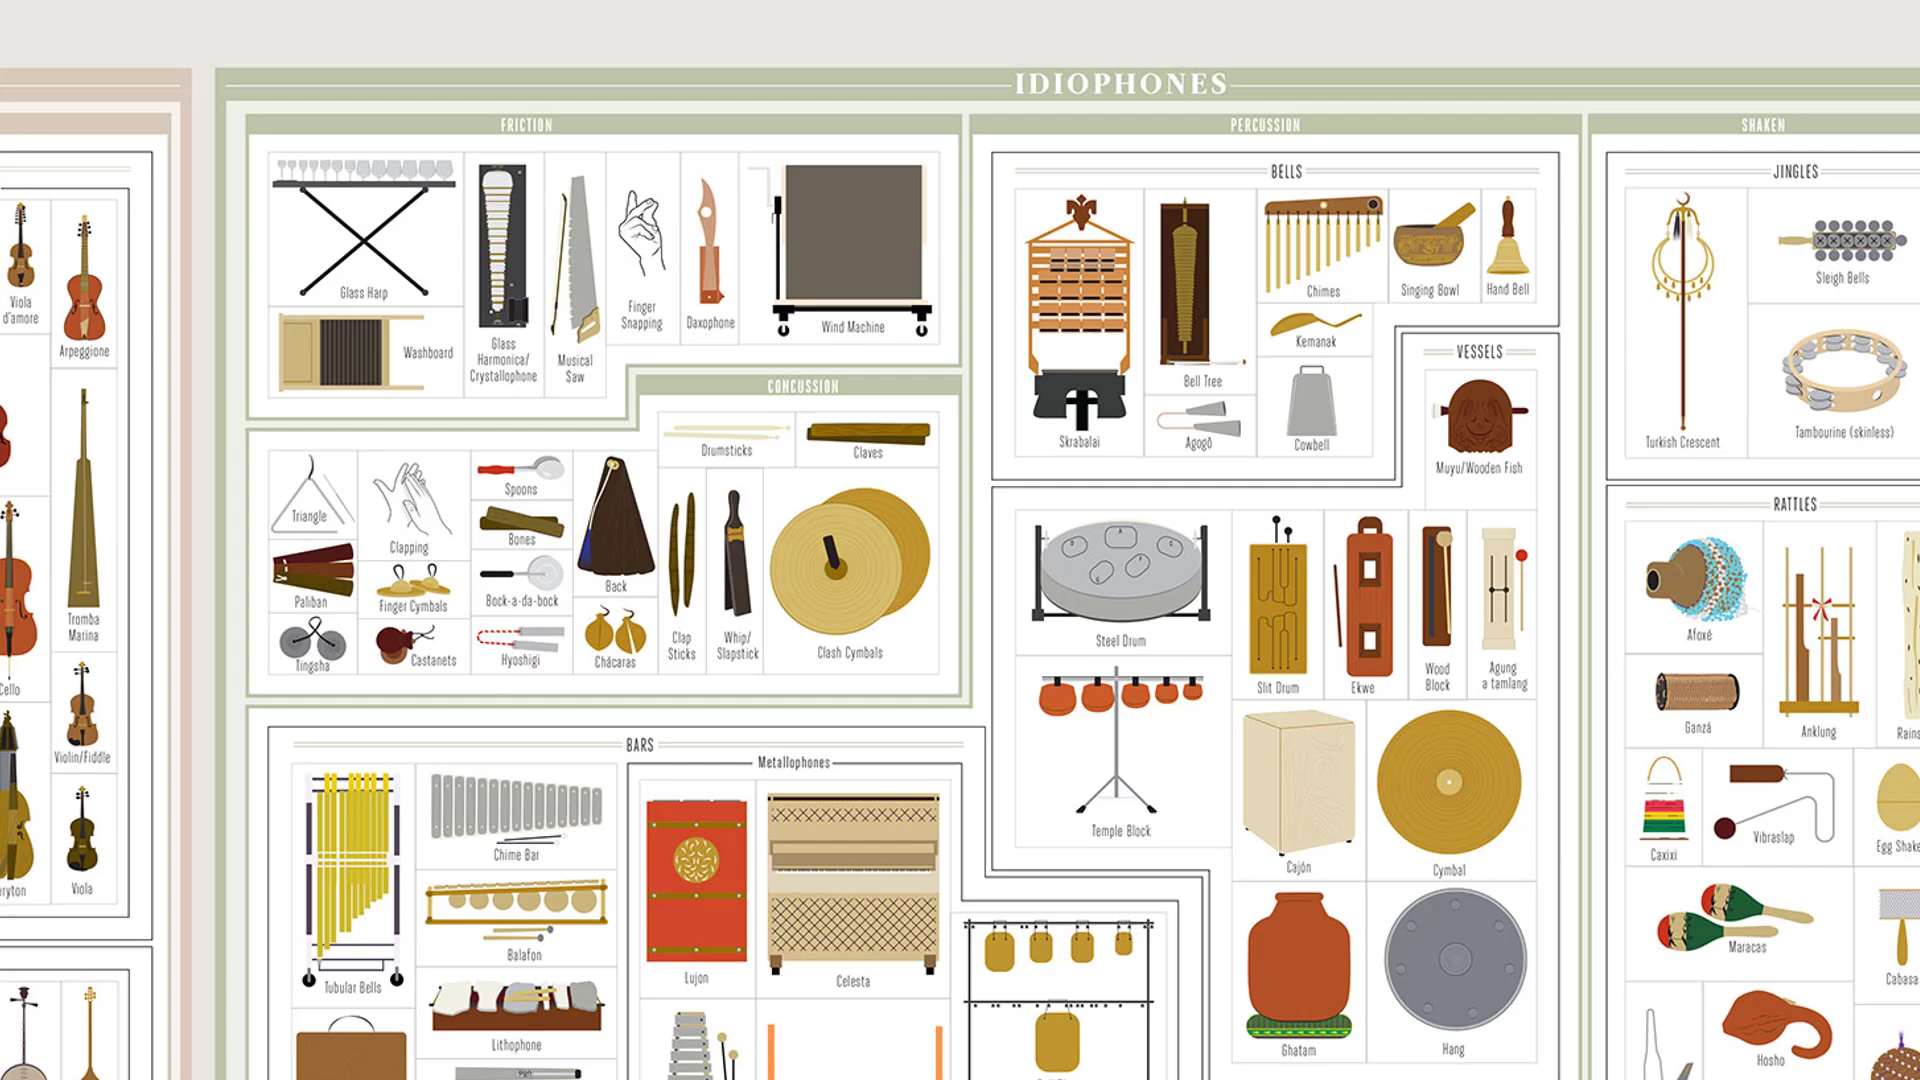 IDIOPHONES
FRICTION
PERCUSSION
SHAKEN
Viola
d'amore
Arpeggione
Tromba
Marina
Cello
Violin/Fiddle
Viola
Glass Harp
Washboard
Glass
Harmonica/
Crystallophone
Musical
Saw
Finger
Snapping
Daxophone
Wind Machine
CONCUSSION
Drumsticks
Claves
Triangle
Clapping
Spoons
Bones
Paliban
Finger Cymbals
Bock-a-da-bock
Back
Tingsha
Castanets
Hyoshigi
Chácaras
Clap
Sticks
Whip/
Slapstick
Clash Cymbals
BARS
Chime Bar
Balafon
Tubular Bells
Lithophone
Metallophones
Lujon
Celesta
BELLS
Skrabalai
Bell Tree
Agogô
Chimes
Singing Bowl
Hand Bell
Kemanak
Cowbell
VESSELS
Muyu/Wooden Fish
Steel Drum
D
A
C
E
F
Slit Drum
Ekwe
Wood
Block
Agung
a tamlang
Temple Block
Cajón
Cymbal
Ghatam
Hang
JINGLES
Turkish Crescent
Sleigh Bells
Tambourine (skinless)
RATTLES
Afoxé
Ganzá
Anklung
Caxixi
Vibraslap
Maracas
Cabasa
Hosho